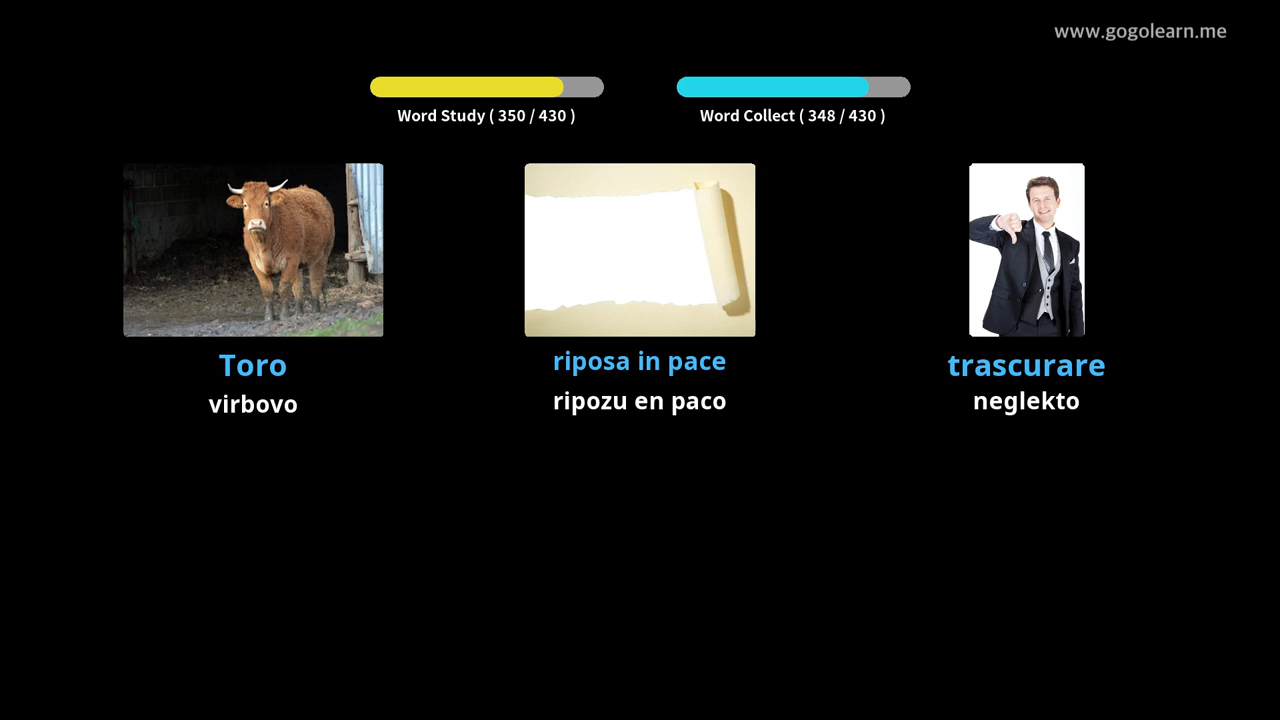 www.gogolearn.me
Word Study ( 350 / 430 )
Word Collect ( 348 / 430 )
Toro
virbovo
riposa in pace
ripozu en paco
trascurare
neglekto